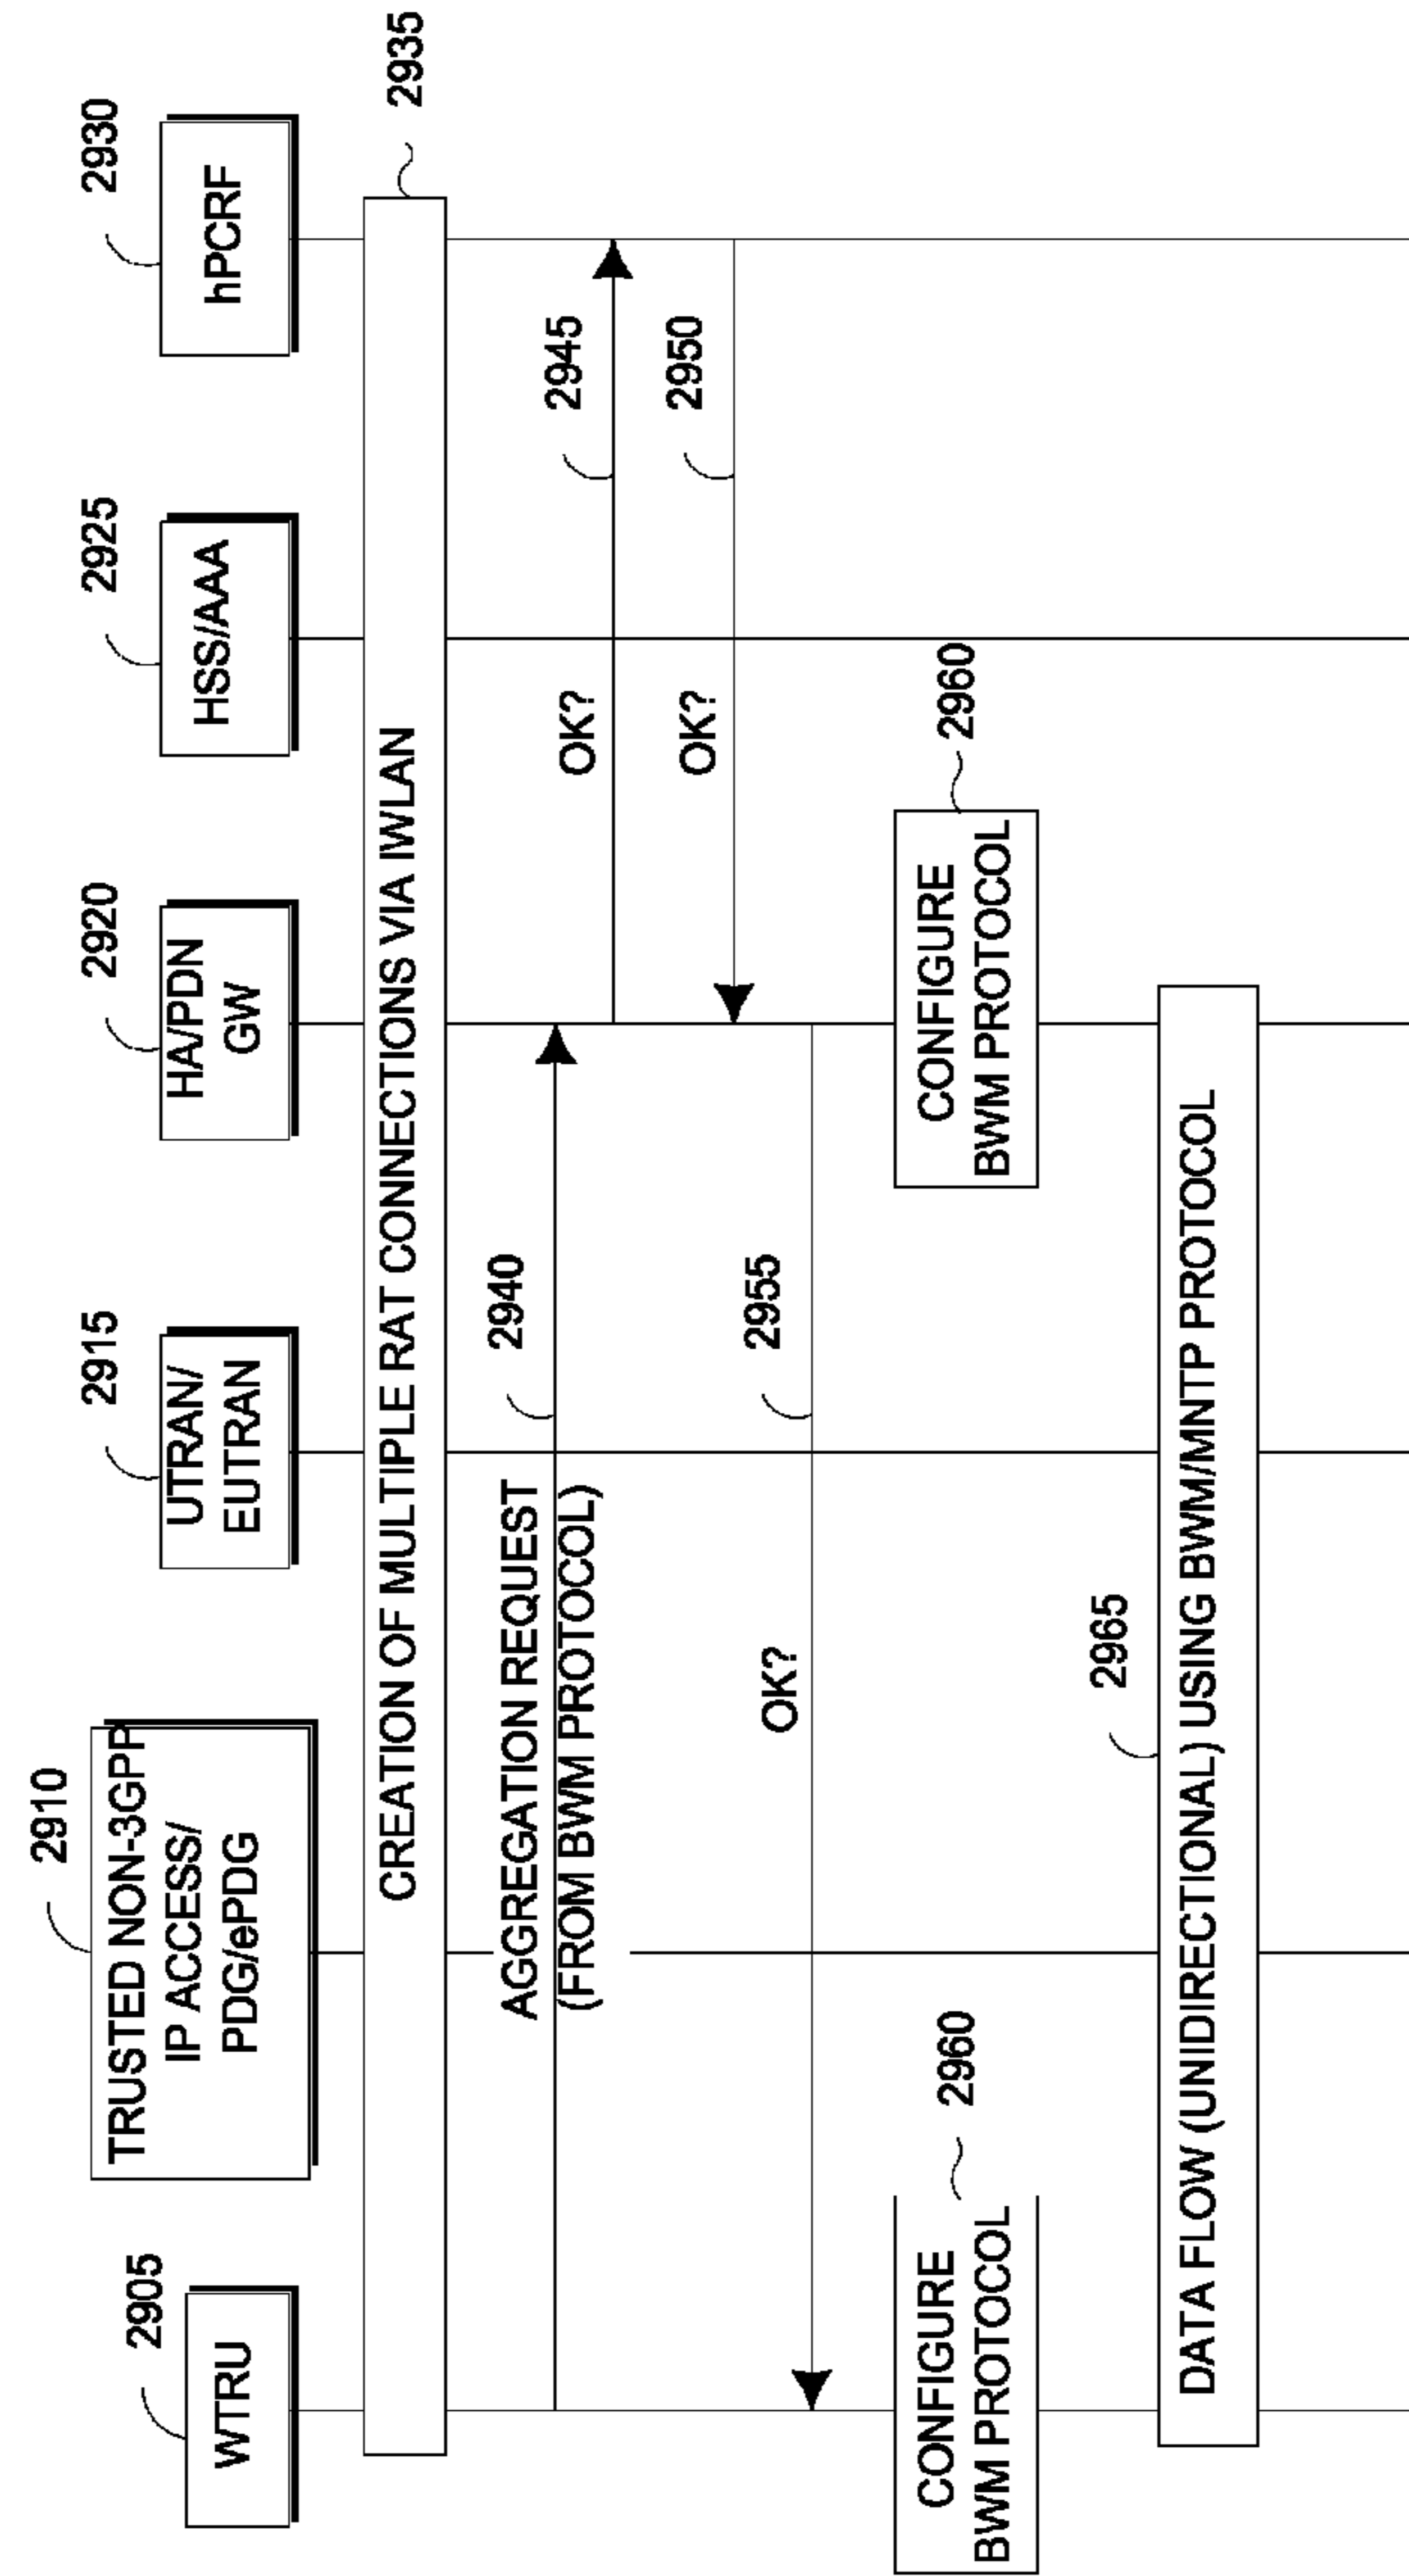 2905
WTRU
2910
TRUSTED NON-3GPP
IP ACCESS/
PDG/ePDG
2915
UTRAN/
EUTRAN
2920
HA/PDN
GW
2925
HSS/AAA
2930
hPCRF
CREATION OF MULTIPLE RAT CONNECTIONS VIA IWLAN
2935
AGGREGATION REQUEST
(FROM BWM PROTOCOL)
2940
OK?
2945
OK?
2950
OK?
2955
CONFIGURE
BWM PROTOCOL
2960
CONFIGURE
BWM PROTOCOL
2960
2965
DATA FLOW (UNIDIRECTIONAL) USING BWM/MNTP PROTOCOL